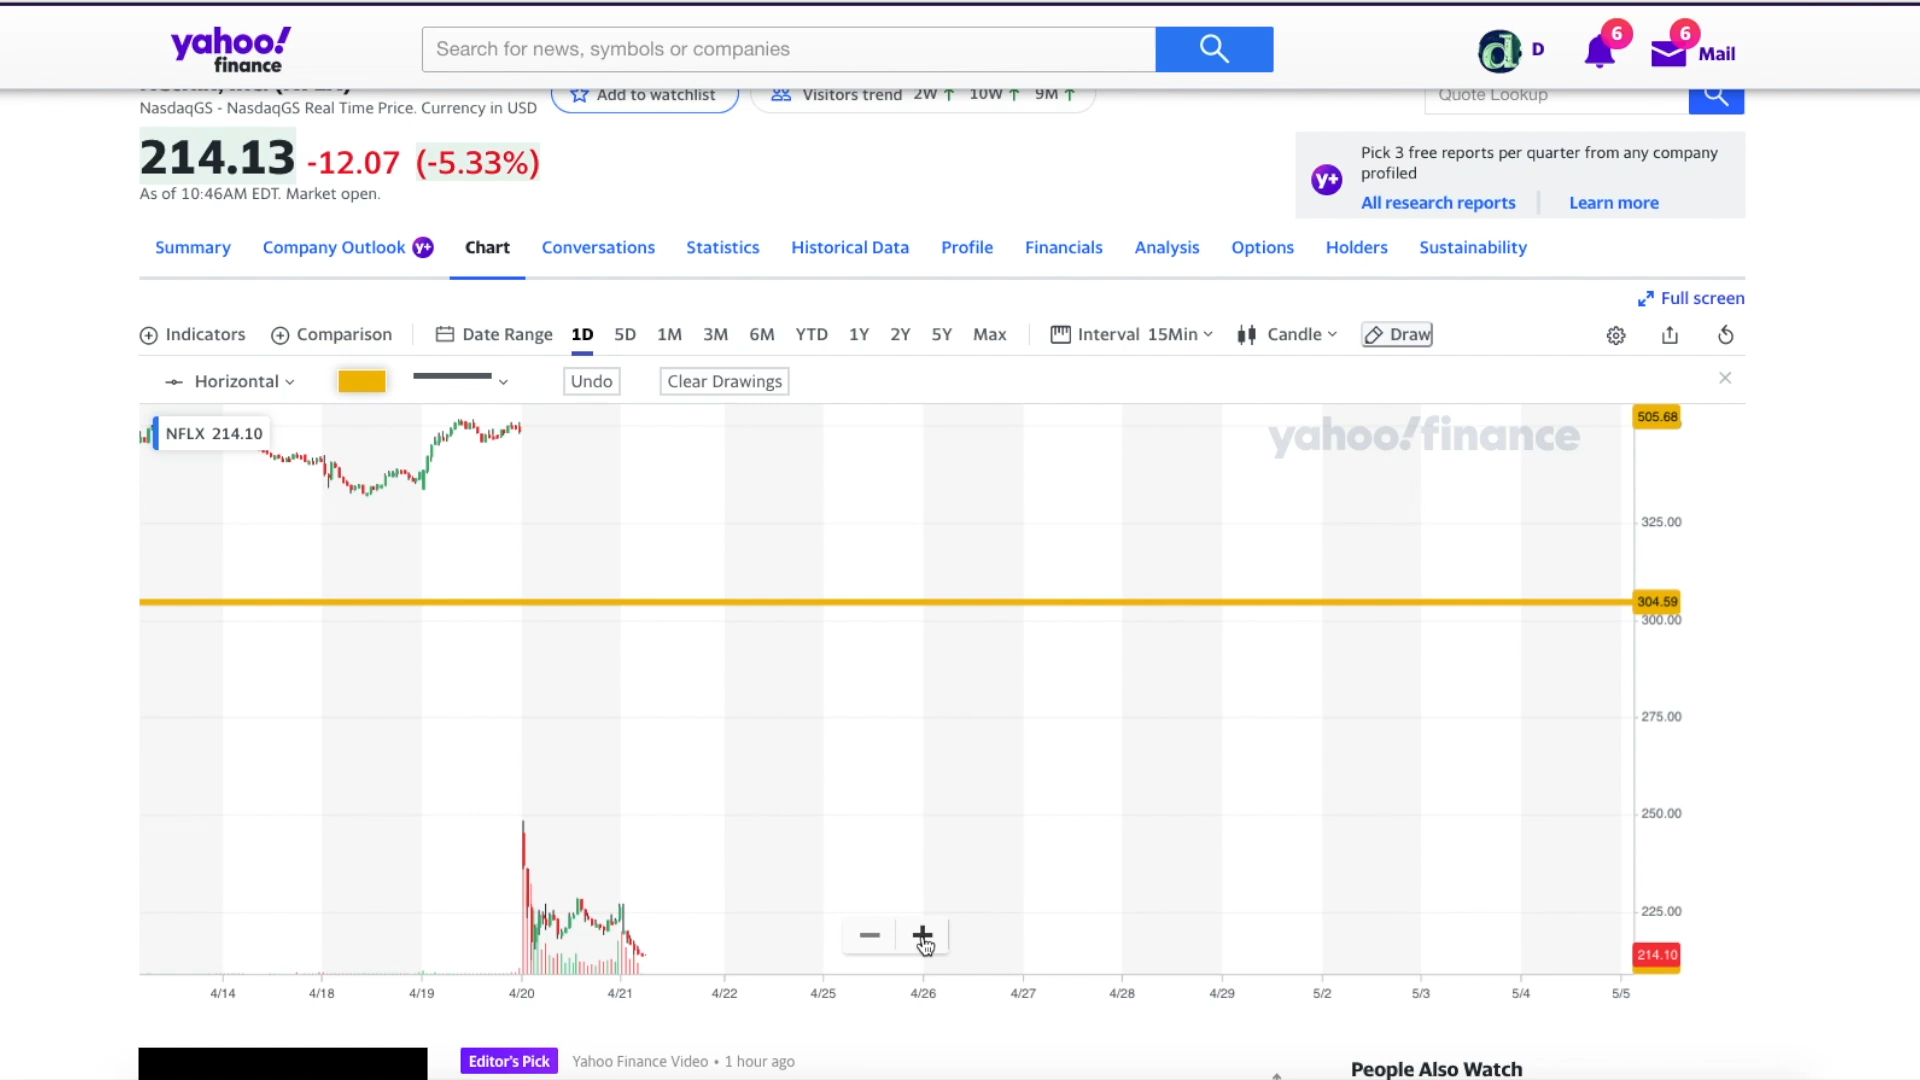 yahoo!
finance
Search for news, symbols or companies
D
6
6
Mail
NasdaqGS - NasdaqGS Real Time Price. Currency in USD
Add to watchlist
Visitors trend 2W ↑ 10W ↑ 9M ↑
Quote Lookup
214.13 -12.07 (-5.33%)
As of 10:46AM EDT. Market open.
y+
Pick 3 free reports per quarter from any company
profiled
All research reports
Learn more
Summary
Company Outlook y+
Chart
Conversations
Statistics
Historical Data
Profile
Financials
Analysis
Options
Holders
Sustainability
Full screen
Indicators
Comparison
Date Range
1D 5D 1M 3M 6M YTD 1Y 2Y 5Y Max
Interval 15Min
Candle
Draw
Horizontal
Undo
Clear Drawings
NFLX 214.10
yahoo!finance
505.68
325.00
304.59
300.00
275.00
250.00
225.00
214.10
4/14 4/18 4/19 4/20 4/21 4/22 4/25 4/26 4/27 4/28 4/29 5/2 5/3 5/4 5/5
Editor's Pick
Yahoo Finance Video • 1 hour ago
People Also Watch